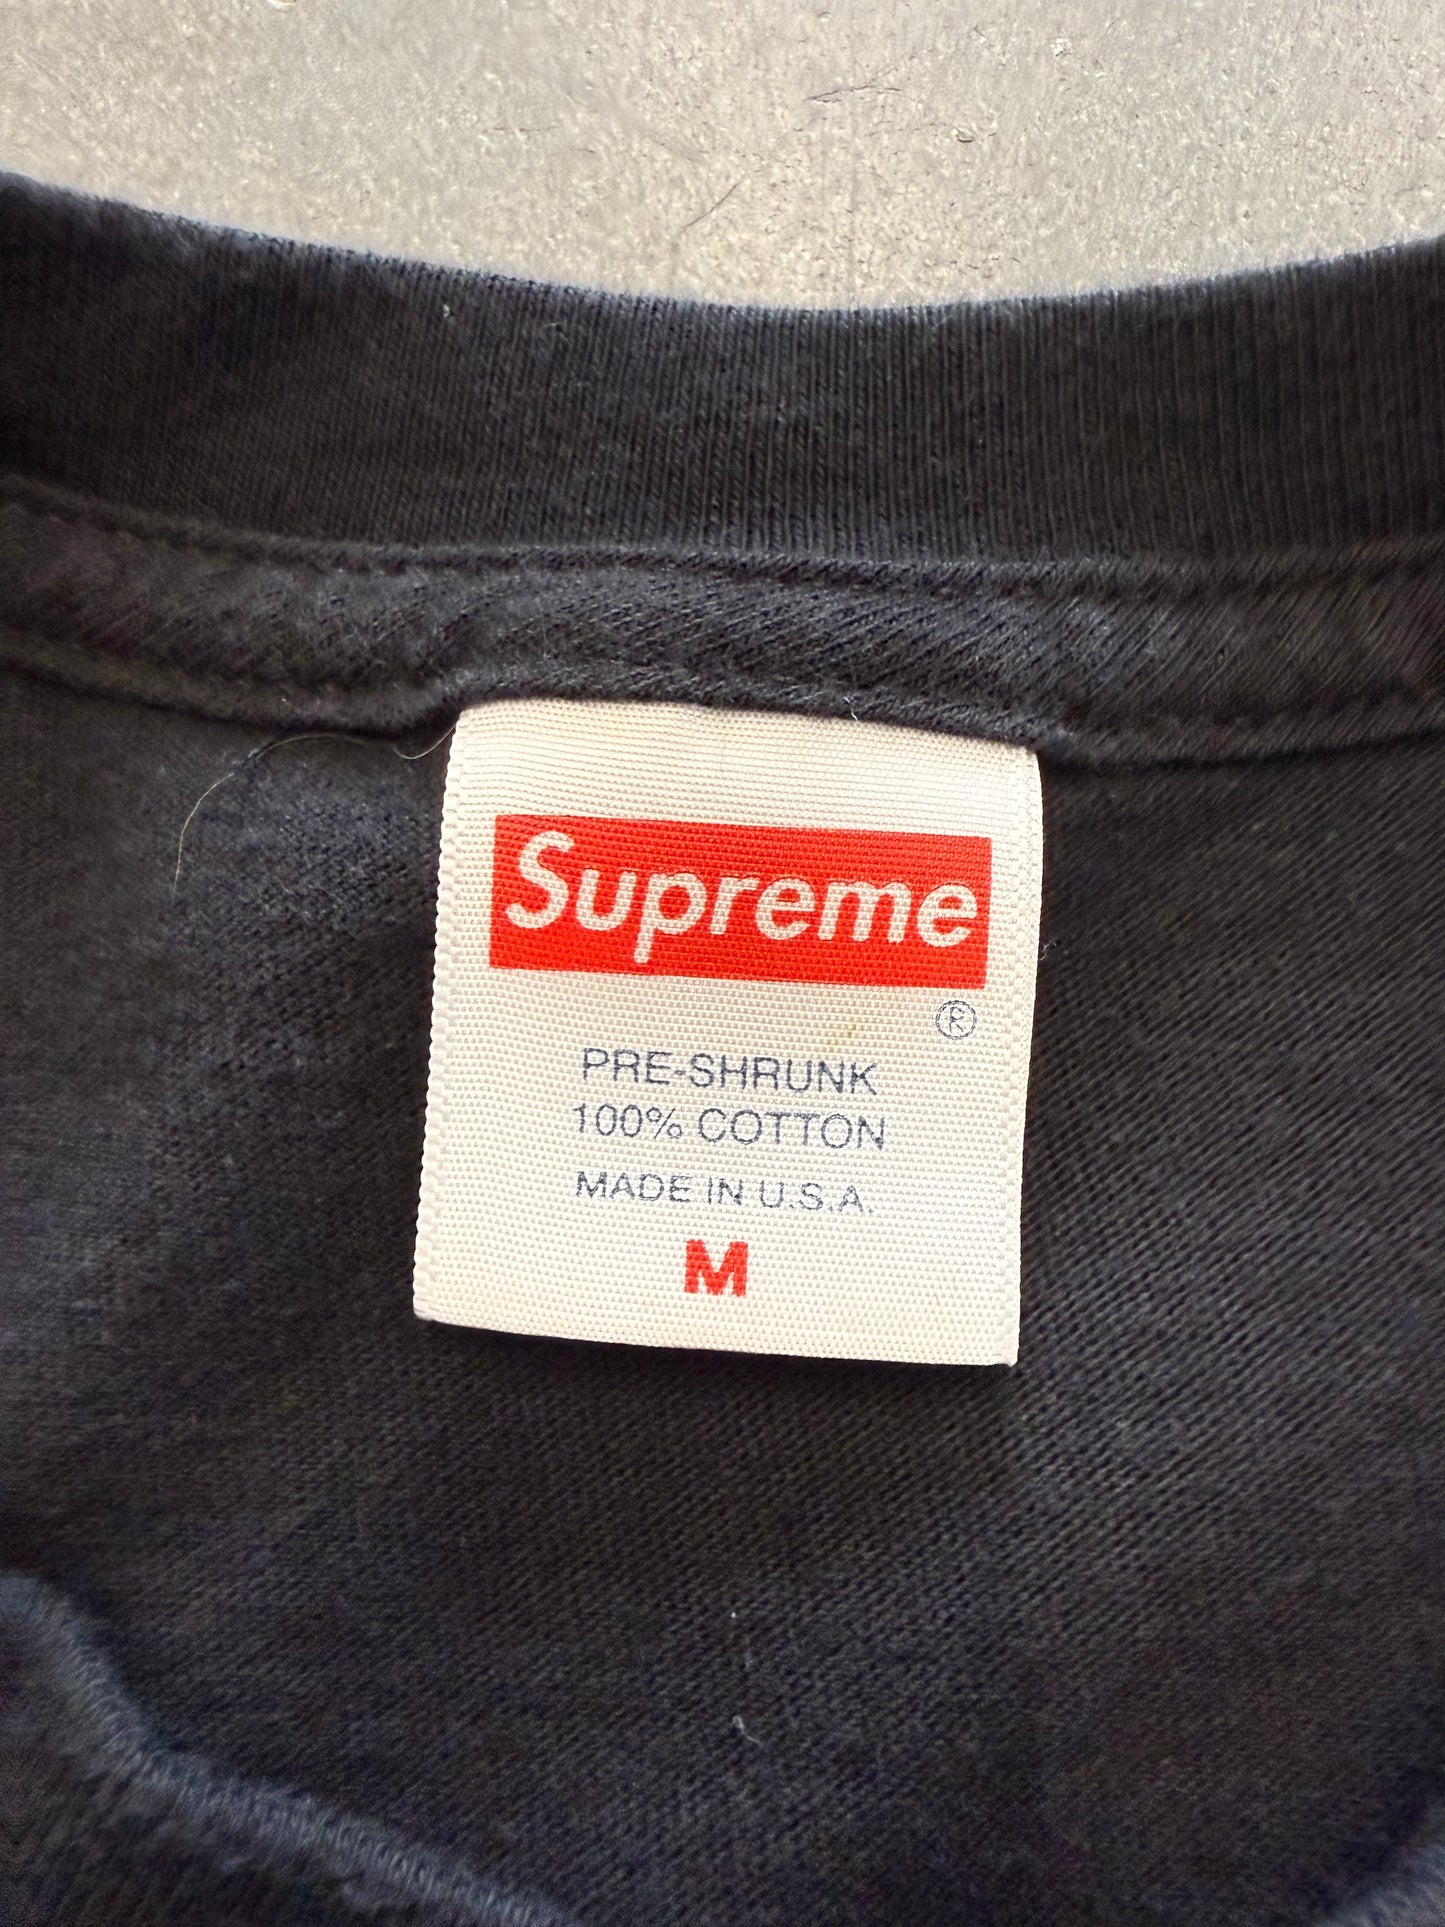 Supreme
®
PRE-SHRUNK
100% COTTON
MADE IN U.S.A.
M